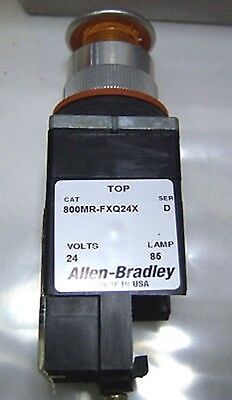 TOP
CAT SER
800MR-FXQ24X D
VOLTS LAMP
24 85
Allen-Bradley
MADE IN USA